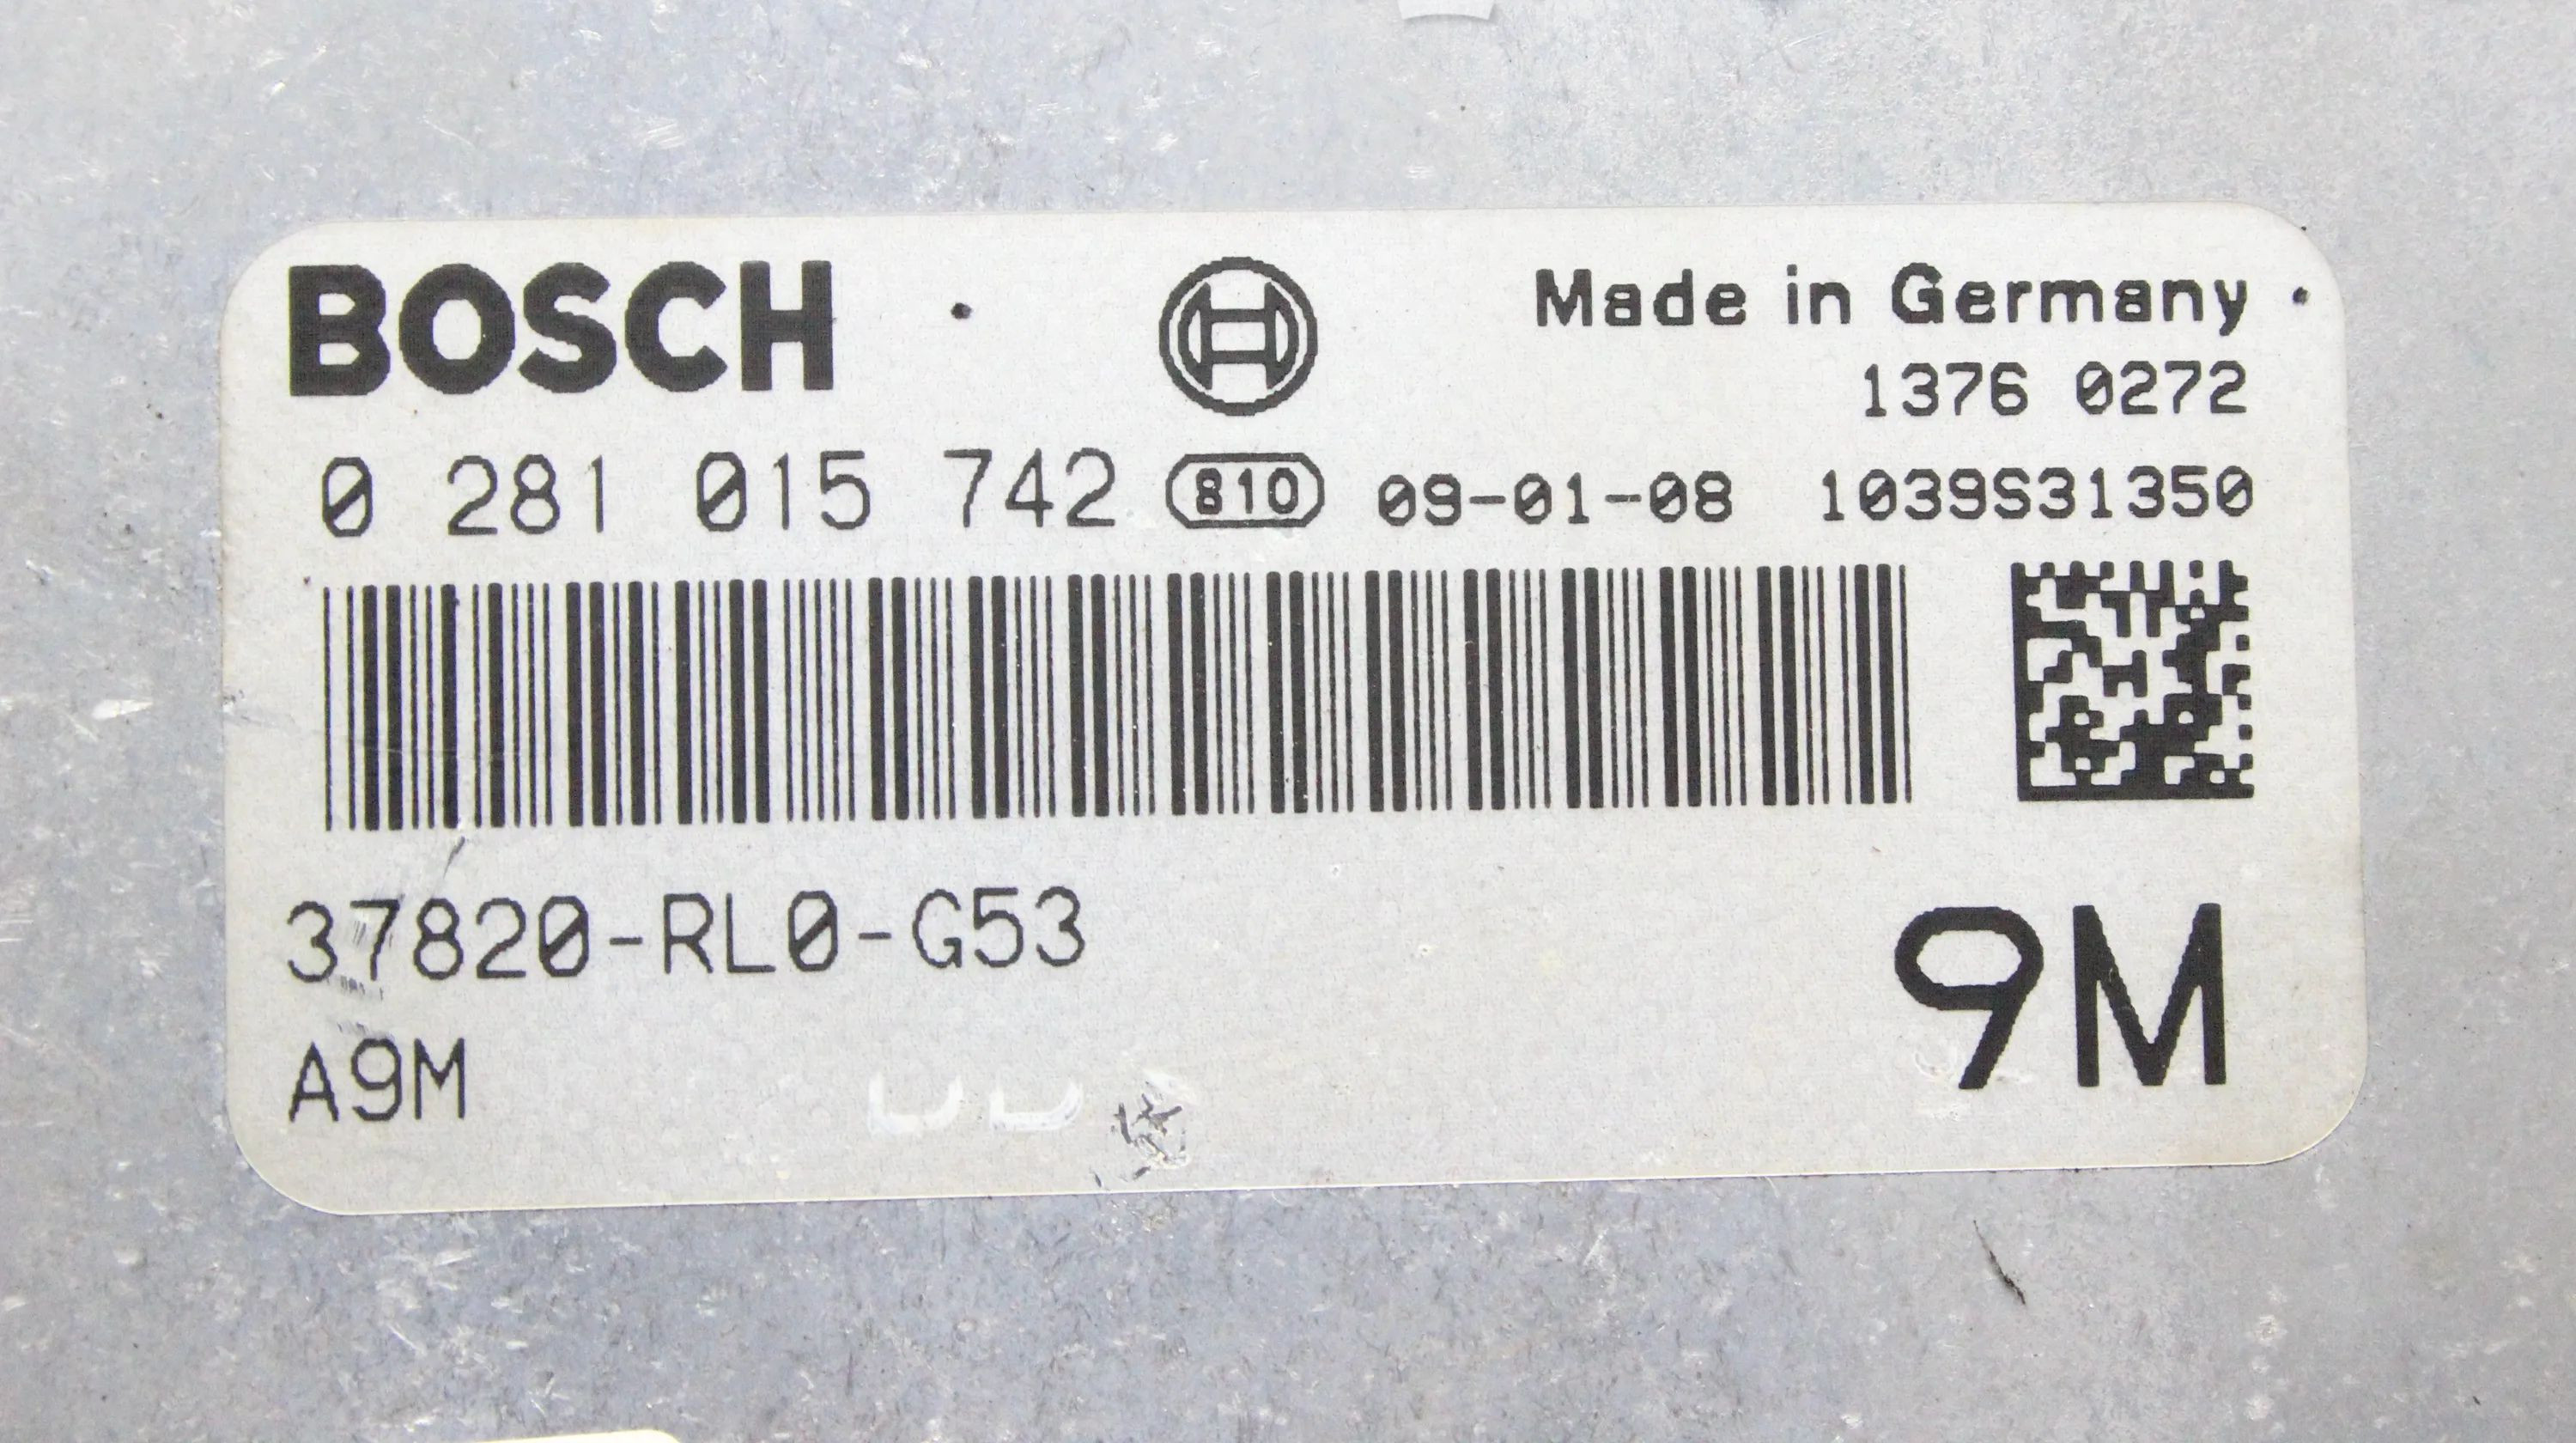 BOSCH Made in Germany
1376 0272
0 281 015 742 810 09-01-08 1039S31350
37820-RL0-G53
9M
A9M